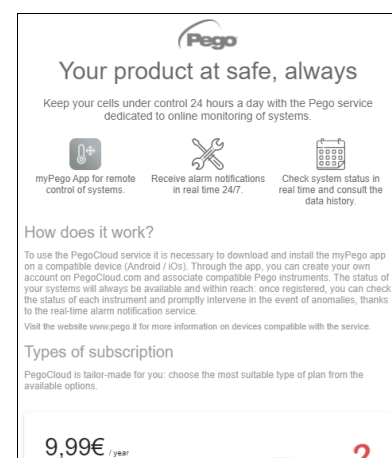 Pego
Your product at safe, always
Keep your cells under control 24 hours a day with the Pego service
dedicated to online monitoring of systems.
myPego App for remote
control of systems.
Receive alarm notifications
in real time 24/7.
Check system status in
real time and consult the
data history.
How does it work?
To use the PegoCloud service it is necessary to download and install the myPego app
on a compatible device (Android / iOs). Through the app, you can create your own
account on PegoCloud.com and associate compatible Pego instruments. The status of
your systems will always be available and within reach: once registered, you can check
the status of each instrument and promptly intervene in the event of anomalies, thanks
to the real-time alarm notification service.
Visit the website www.pego.it for more information on devices compatible with the service.
Types of subscription
PegoCloud is tailor-made for you: choose the most suitable type of plan from the
available options.
9,99€ / year
2